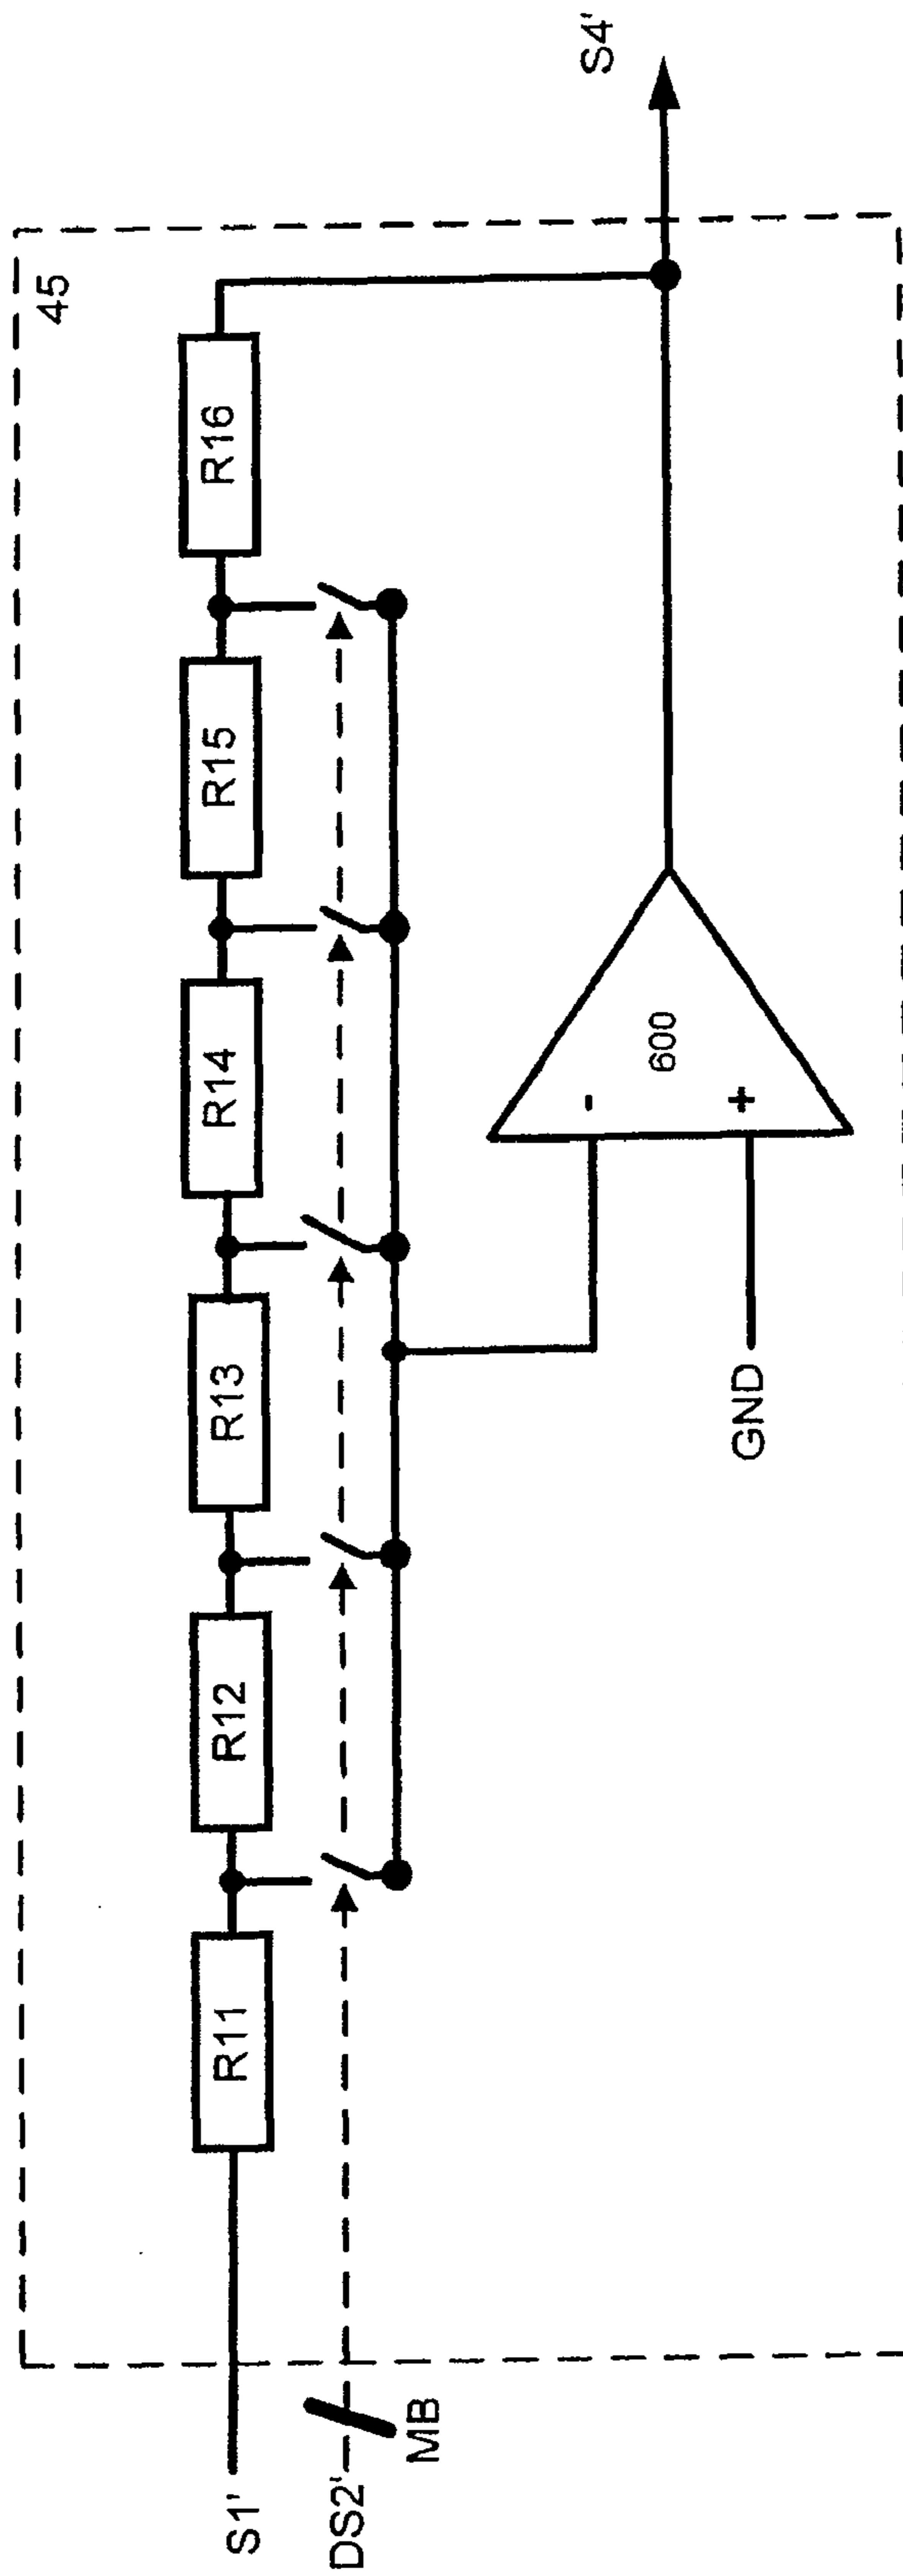 45
R11
R12
R13
R14
R15
R16
S1'
DS2'
MB
-
600
+
GND
S4'